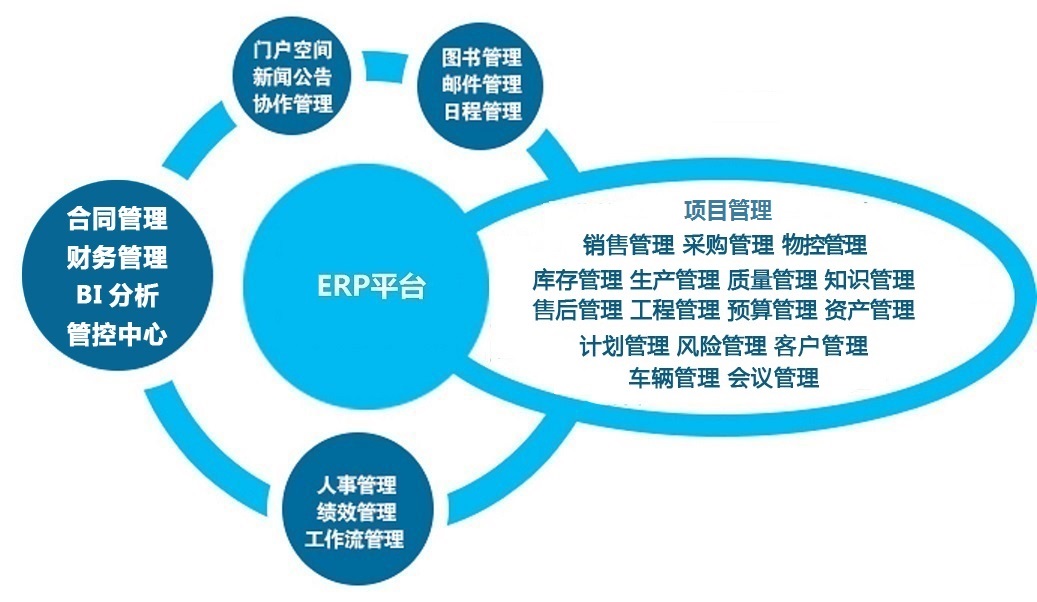 门户空间
新闻公告
协作管理
图书管理
邮件管理
日程管理
合同管理
财务管理
BI 分析
管控中心
ERP平台
项目管理
销售管理 采购管理 物控管理
库存管理 生产管理 质量管理 知识管理
售后管理 工程管理 预算管理 资产管理
计划管理 风险管理 客户管理
车辆管理 会议管理
人事管理
绩效管理
工作流管理